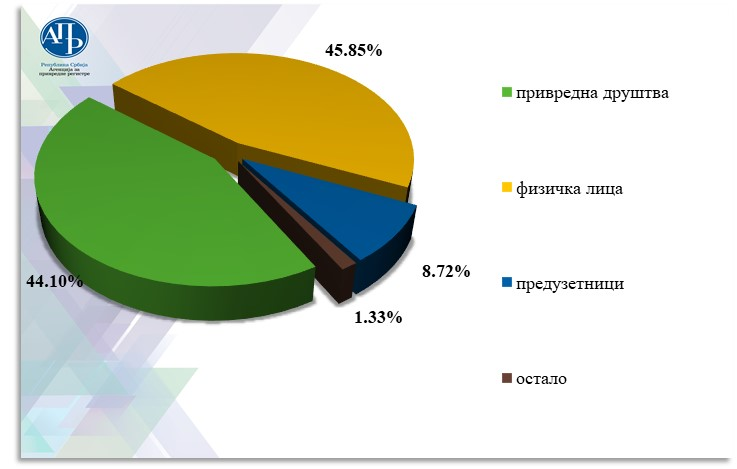 АПР
Република Србија
Агенција за
привредне регистре
45.85%
привредна друштва
физичка лица
8.72%
44.10%
предузетници
1.33%
остало